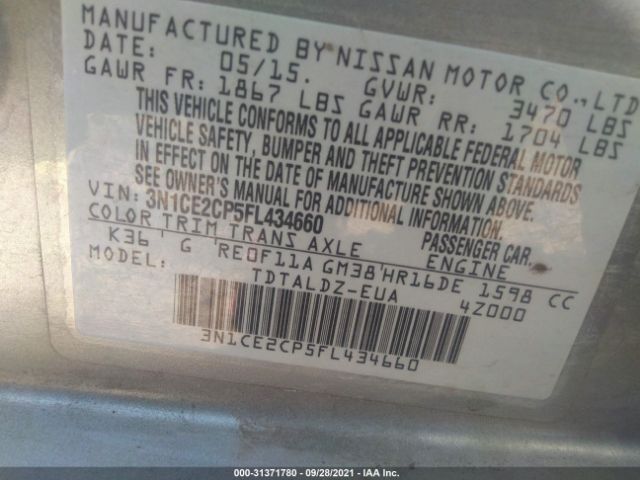 MANUFACTURED BY NISSAN MOTOR CO., LTD
DATE: 05/15. GVWR: 3470 LBS
GAWR FR: 1867 LBS GAWR RR: 1704 LBS
THIS VEHICLE CONFORMS TO ALL APPLICABLE FEDERAL MOTOR
VEHICLE SAFETY, BUMPER AND THEFT PREVENTION STANDARDS
IN EFFECT ON THE DATE OF MANUFACTURE SHOWN ABOVE.
SEE OWNER'S MANUAL FOR ADDITIONAL INFORMATION.
VIN: 3N1CE2CP5FL434660 PASSENGER CAR,
COLOR TRIM TRANS AXLE ENGINE
K36 ' G ' RE0F11A GM38 'HR16DE 1598 CC
MODEL: TDTALDZ-EUA 4Z000
3N1CE2CP5FL434660
000-31371780 - 09/28/2021 - IAA Inc.